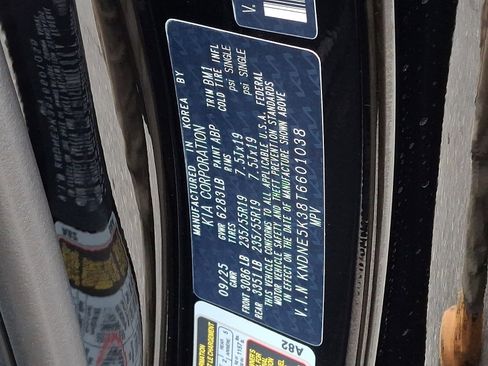 MANUFACTURED IN KOREA BY
KIA CORPORATION
09/25 GVWR 6283LB PAINT ABP TRIM BM1
GAWR TIRES RIMS COLD TIRE INFL
FRONT 3086 LB 235/55R19 7.5Jx19 psi SINGLE
REAR 3351 LB 235/55R19 7.5Jx19 psi SINGLE
THIS VEHICLE CONFORMS TO ALL APPLICABLE U.S.A. FEDERAL
MOTOR VEHICLE SAFETY AND THEFT PREVENTION STANDARDS
IN EFFECT ON THE DATE OF MANUFACTURE SHOWN ABOVE
V.I.N KNDNE5K38T6601038
MPV
V.
A82